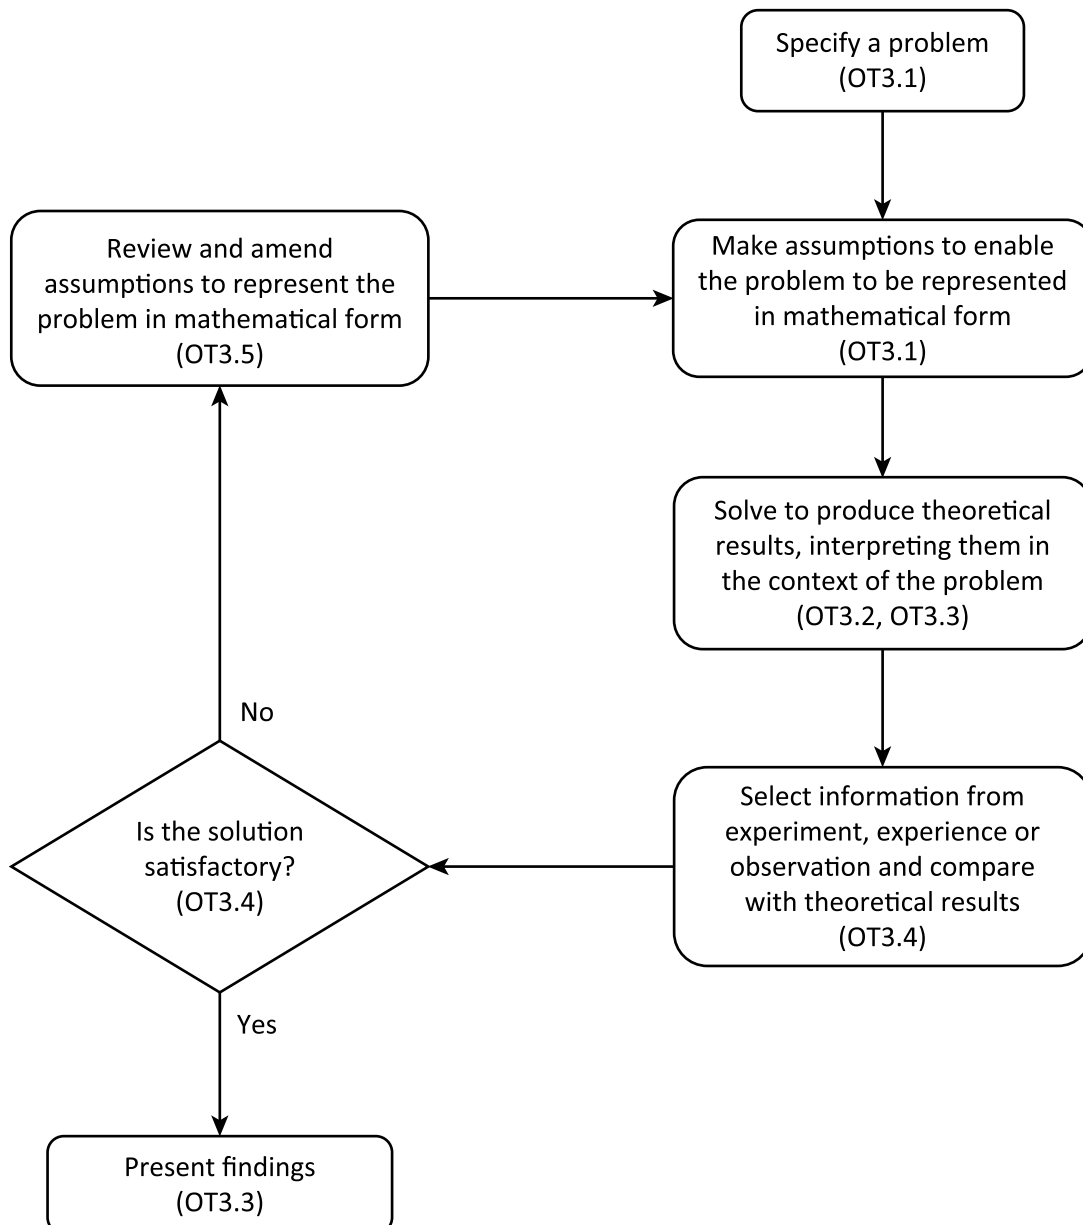 Specify a problem
(OT3.1)
Make assumptions to enable
the problem to be represented
in mathematical form
(OT3.1)
Solve to produce theoretical
results, interpreting them in
the context of the problem
(OT3.2, OT3.3)
Select information from
experiment, experience or
observation and compare
with theoretical results
(OT3.4)
Is the solution
satisfactory?
(OT3.4)
No
Review and amend
assumptions to represent the
problem in mathematical form
(OT3.5)
Yes
Present findings
(OT3.3)